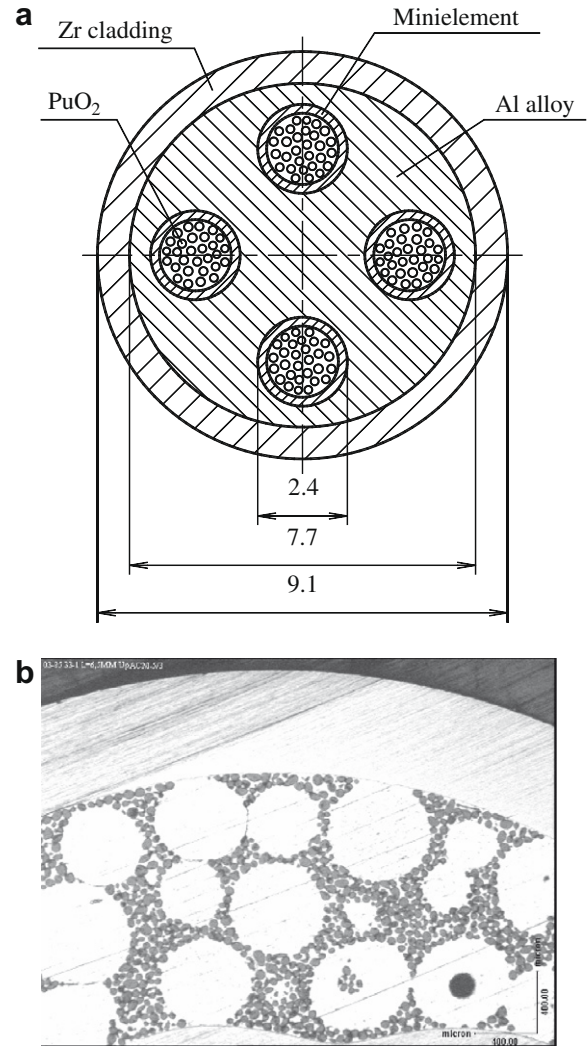 a
Zr cladding
Minielement
PuO₂
Al alloy
2.4
7.7
9.1
b
micron
400.00
micron
400.00